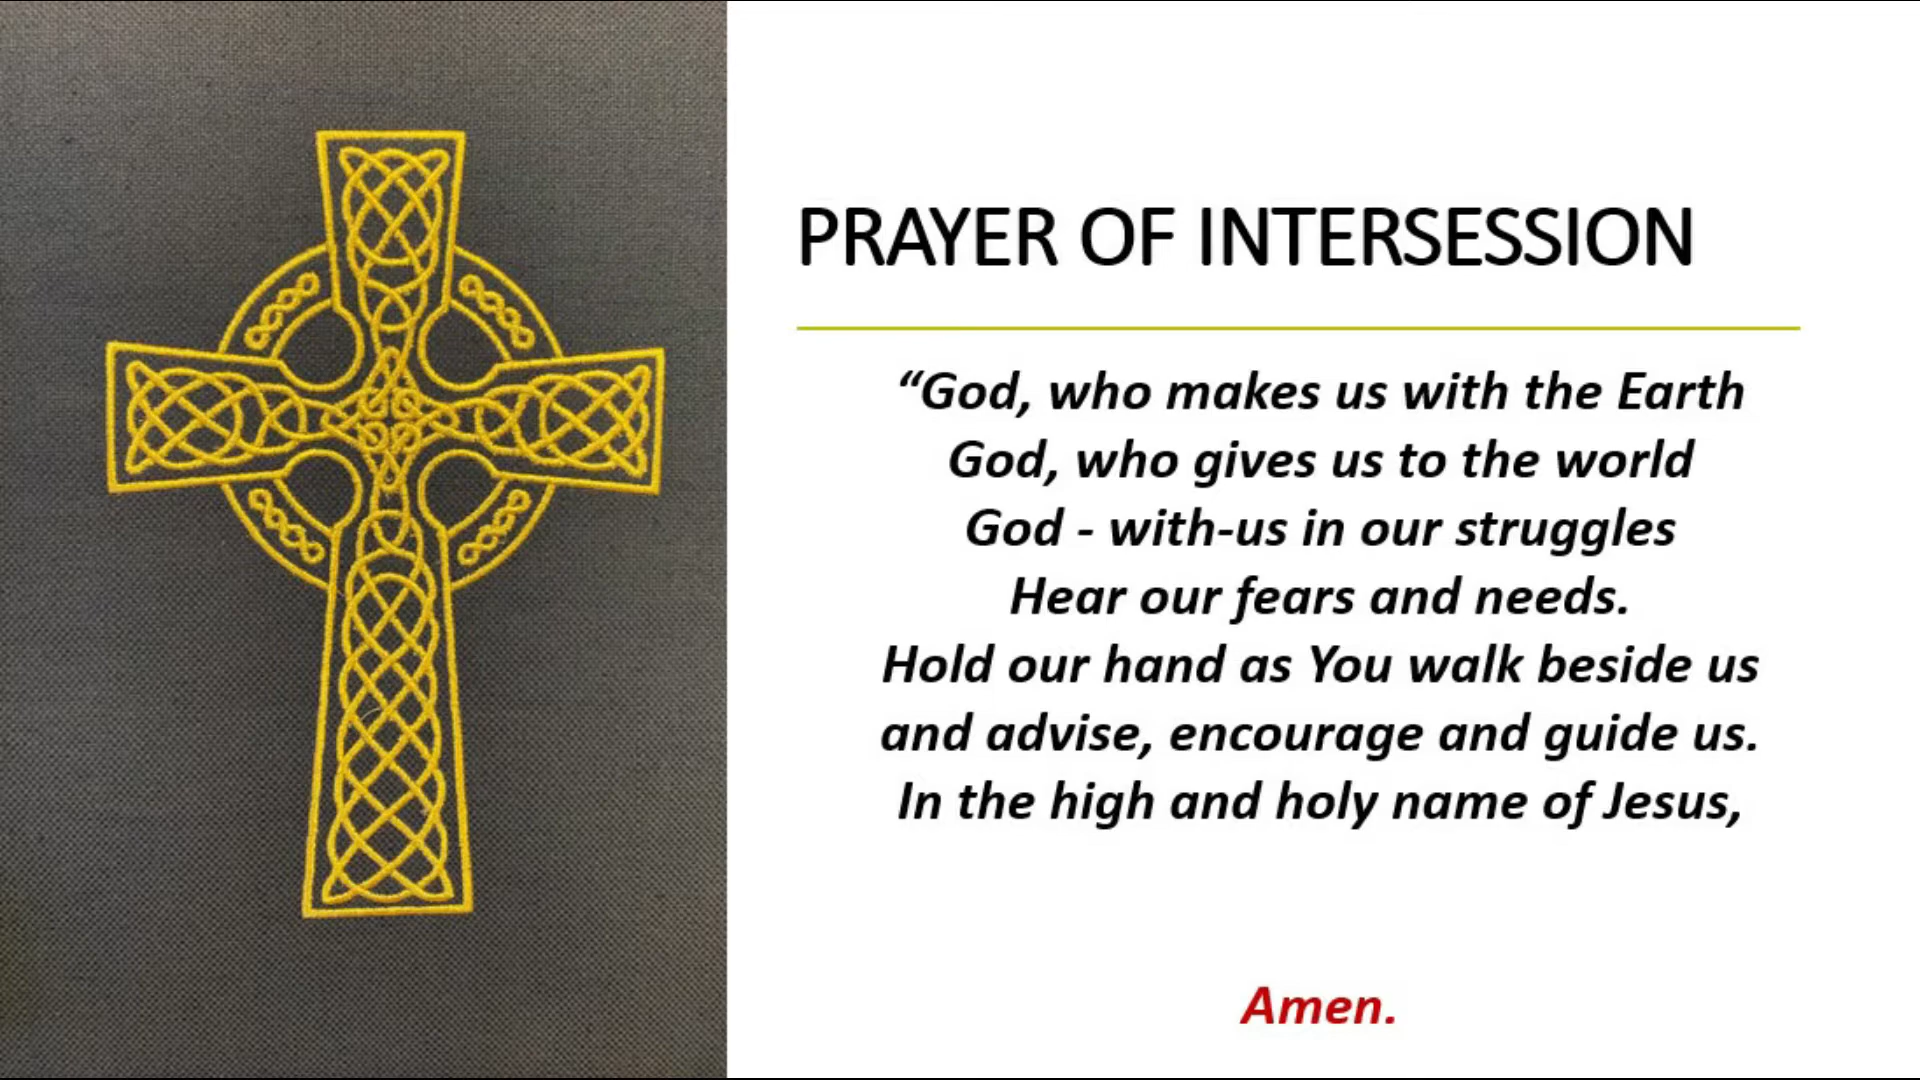 PRAYER OF INTERSESSION
“God, who makes us with the Earth
God, who gives us to the world
God - with-us in our struggles
Hear our fears and needs.
Hold our hand as You walk beside us
and advise, encourage and guide us.
In the high and holy name of Jesus,
Amen.